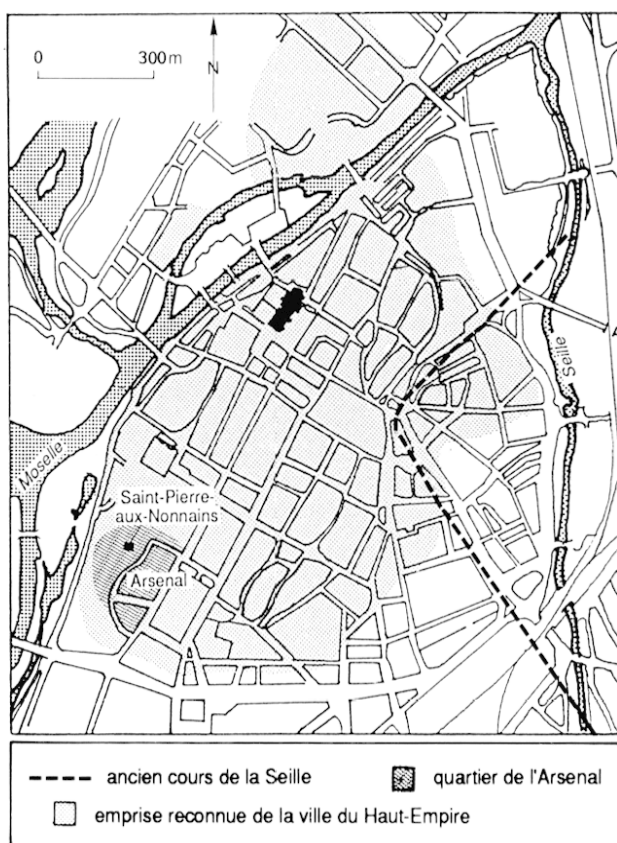 0 300 m
N
Seille
Moselle
Saint-Pierre-
aux-Nonnains
Arsenal
ancien cours de la Seille
quartier de l'Arsenal
emprise reconnue de la ville du Haut-Empire